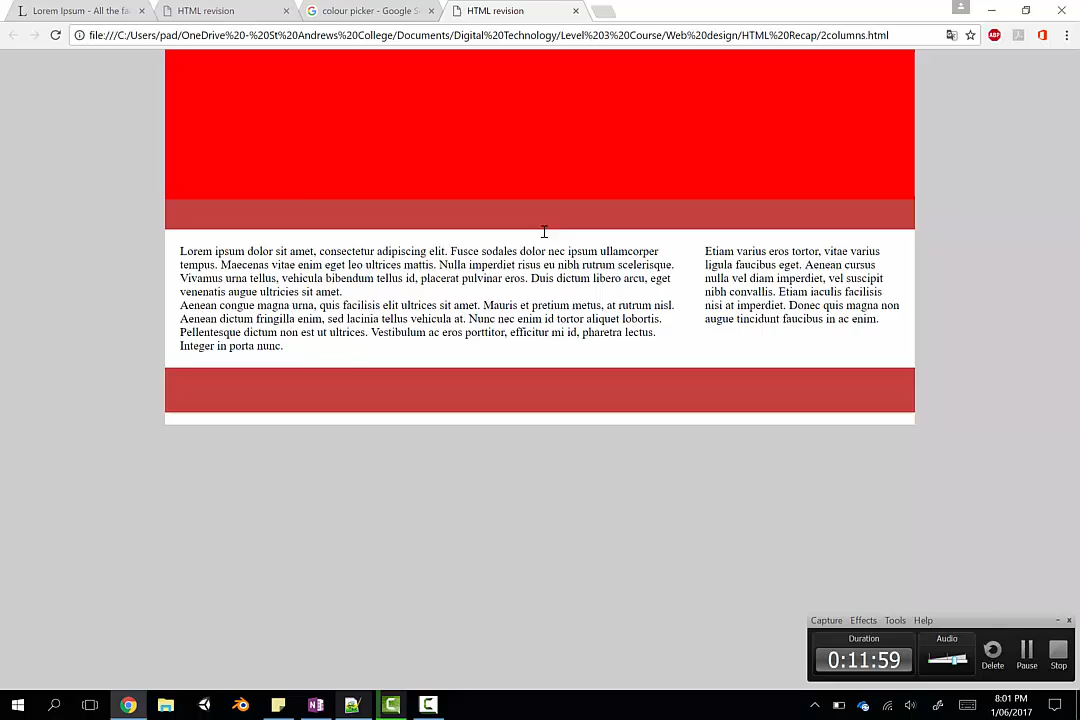 Lorem Ipsum - All the fa
HTML revision
colour picker - Google S
HTML revision
file:///C:/Users/pad/OneDrive%20-%20St%20Andrews%20College/Documents/Digital%20Technology/Level%203%20Course/Web%20design/HTML%20Recap/2columns.html
ABP
Lorem ipsum dolor sit amet, consectetur adipiscing elit. Fusce sodales dolor nec ipsum ullamcorper
tempus. Maecenas vitae enim eget leo ultrices mattis. Nulla imperdiet risus eu nibh rutrum scelerisque.
Vivamus urna tellus, vehicula bibendum tellus id, placerat pulvinar eros. Duis dictum libero arcu, eget
venenatis augue ultricies sit amet.
Aenean congue magna urna, quis facilisis elit ultrices sit amet. Mauris et pretium metus, at rutrum nisl.
Aenean dictum fringilla enim, sed lacinia tellus vehicula at. Nunc nec enim id tortor aliquet lobortis.
Pellentesque dictum non est ut ultrices. Vestibulum ac eros porttitor, efficitur mi id, pharetra lectus.
Integer in porta nunc.
Etiam varius eros tortor, vitae varius
ligula faucibus eget. Aenean cursus
nulla vel diam imperdiet, vel suscipit
nibh convallis. Etiam iaculis facilisis
nisi at imperdiet. Donec quis magna non
augue tincidunt faucibus in ac enim.
Capture Effects Tools Help
Duration
Audio
0:11:59
Delete Pause Stop
8:01 PM
1/06/2017